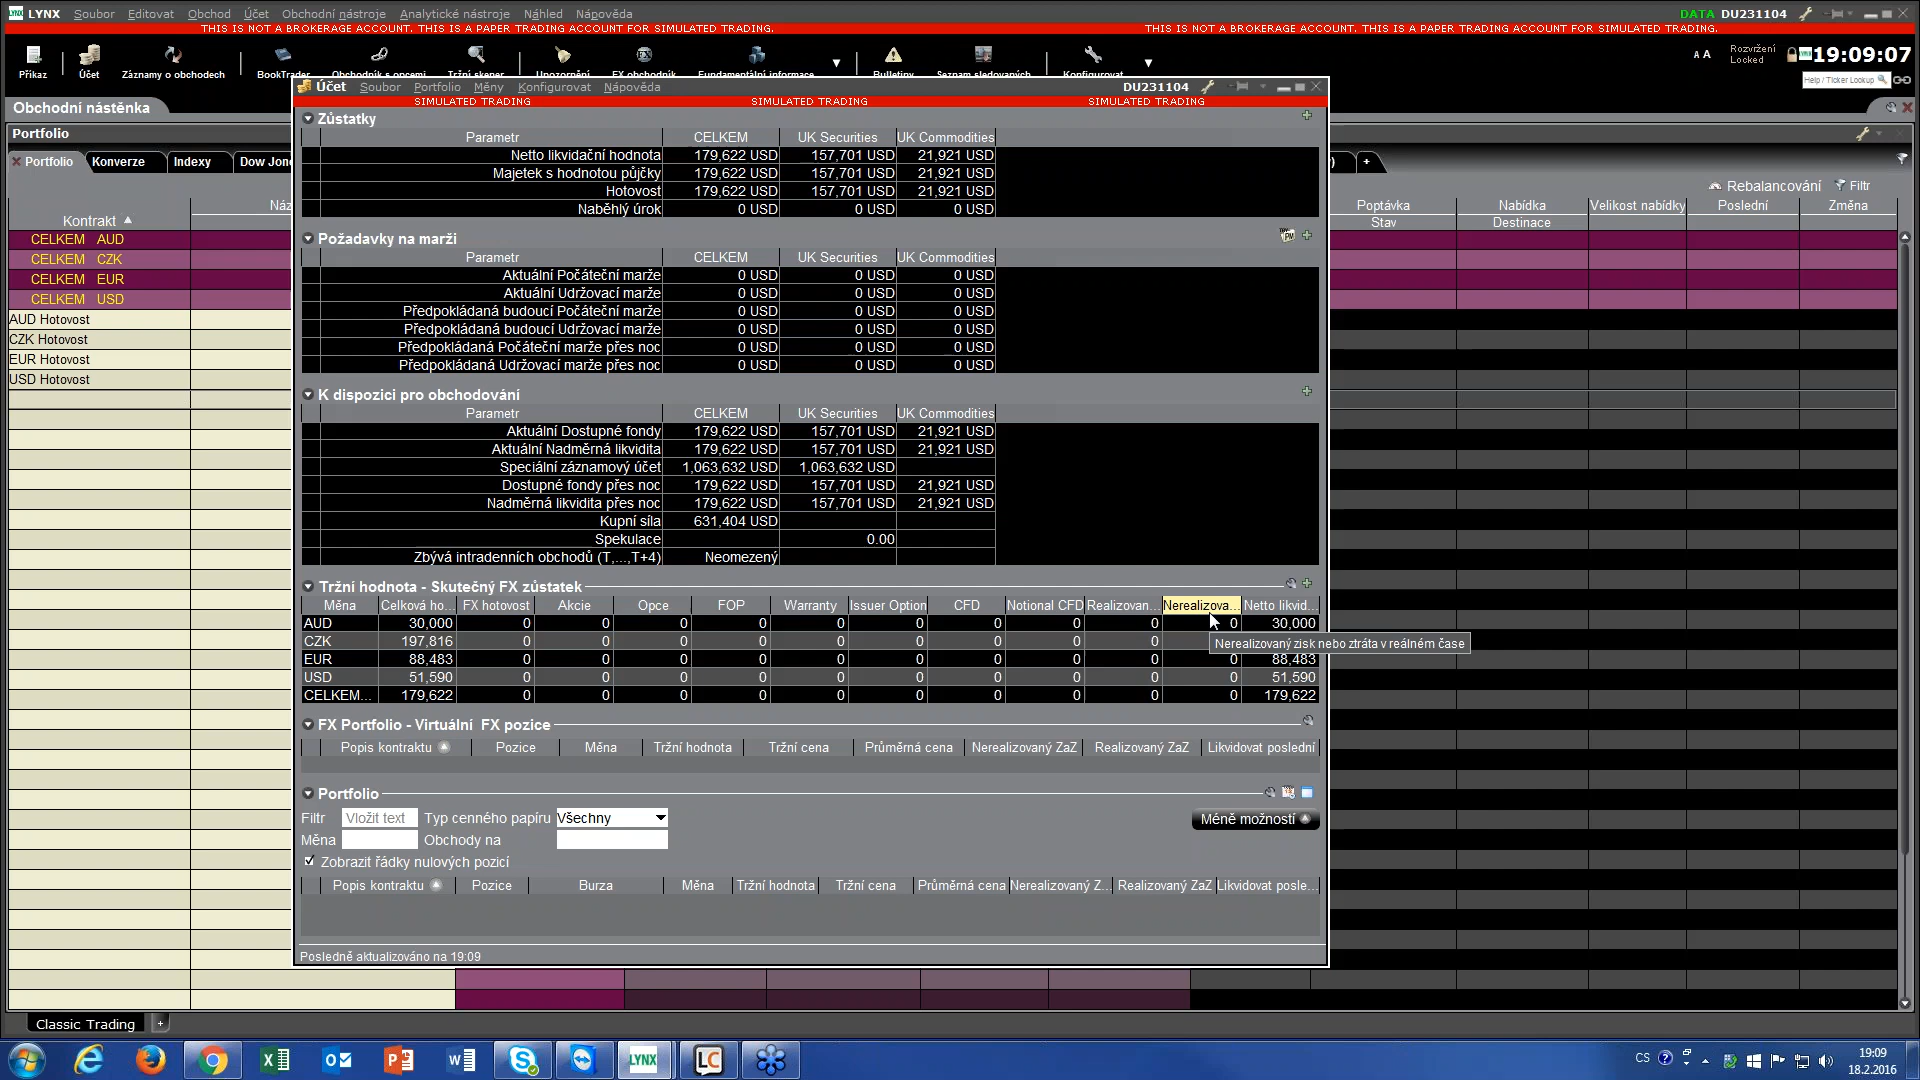 LYNX Soubor Editovat Obchod Účet Obchodní nástroje Analytické nástroje Náhled Nápověda DATA DU231104
THIS IS NOT A BROKERAGE ACCOUNT. THIS IS A PAPER TRADING ACCOUNT FOR SIMULATED TRADING. THIS IS NOT A BROKERAGE ACCOUNT. THIS IS A PAPER TRADING ACCOUNT FOR SIMULATED TRADING.
Příkaz Účet Záznamy o obchodech BookTrader Obchodník s opcemi Tržní skener Upozornění FX obchodník Fundamentální informace Bulletiny Seznam sledovaných Konfigurovat A A Rozvržení Locked 19:09:07
Help / Ticker Lookup
Obchodní nástěnka
Portfolio
Portfolio Konverze Indexy Dow Jon
Rebalancování Filtr
Náz
Kontrakt
Poptávka Nabídka Velikost nabídky Poslední Změna
Stav Destinace
CELKEM AUD
CELKEM CZK
CELKEM EUR
CELKEM USD
AUD Hotovost
CZK Hotovost
EUR Hotovost
USD Hotovost
Účet Soubor Portfolio Měny Konfigurovat Nápověda DU231104
SIMULATED TRADING SIMULATED TRADING SIMULATED TRADING
Zůstatky
Parametr CELKEM UK Securities UK Commodities
Netto likvidační hodnota 179,622 USD 157,701 USD 21,921 USD
Majetek s hodnotou půjčky 179,622 USD 157,701 USD 21,921 USD
Hotovost 179,622 USD 157,701 USD 21,921 USD
Naběhlý úrok 0 USD 0 USD 0 USD
Požadavky na marži
Parametr CELKEM UK Securities UK Commodities
Aktuální Počáteční marže 0 USD 0 USD 0 USD
Aktuální Udržovací marže 0 USD 0 USD 0 USD
Předpokládaná budoucí Počáteční marže 0 USD 0 USD 0 USD
Předpokládaná budoucí Udržovací marže 0 USD 0 USD 0 USD
Předpokládaná Počáteční marže přes noc 0 USD 0 USD 0 USD
Předpokládaná Udržovací marže přes noc 0 USD 0 USD 0 USD
K dispozici pro obchodování
Parametr CELKEM UK Securities UK Commodities
Aktuální Dostupné fondy 179,622 USD 157,701 USD 21,921 USD
Aktuální Nadměrná likvidita 179,622 USD 157,701 USD 21,921 USD
Speciální záznamový účet 1,063,632 USD 1,063,632 USD
Dostupné fondy přes noc 179,622 USD 157,701 USD 21,921 USD
Nadměrná likvidita přes noc 179,622 USD 157,701 USD 21,921 USD
Kupní síla 631,404 USD
Spekulace 0.00
Zbývá intradenních obchodů (T,...,T+4) Neomezený
Tržní hodnota - Skutečný FX zůstatek
Měna Celková ho... FX hotovost Akcie Opce FOP Warranty Issuer Option CFD Notional CFD Realizovan... Nerealizova... Netto likvid...
AUD 30,000 0 0 0 0 0 0 0 0 0 0 30,000
CZK 197,816 0 0 0 0 0 0 0 0 0
Nerealizovaný zisk nebo ztráta v reálném čase
EUR 88,483 0 0 0 0 0 0 0 0 0 0 88,483
USD 51,590 0 0 0 0 0 0 0 0 0 0 51,590
CELKEM... 179,622 0 0 0 0 0 0 0 0 0 0 179,622
FX Portfolio - Virtuální FX pozice
Popis kontraktu Pozice Měna Tržní hodnota Tržní cena Průměrná cena Nerealizovaný ZaZ Realizovaný ZaZ Likvidovat poslední
Portfolio
Filtr Vložit text Typ cenného papíru Všechny Méně možností
Měna Obchody na
Zobrazit řádky nulových pozicí
Popis kontraktu Pozice Burza Měna Tržní hodnota Tržní cena Průměrná cena Nerealizovaný Z... Realizovaný ZaZ Likvidovat posle...
Posledně aktualizováno na 19:09
Classic Trading +
LYNX LC CS 19:09
18.2.2016